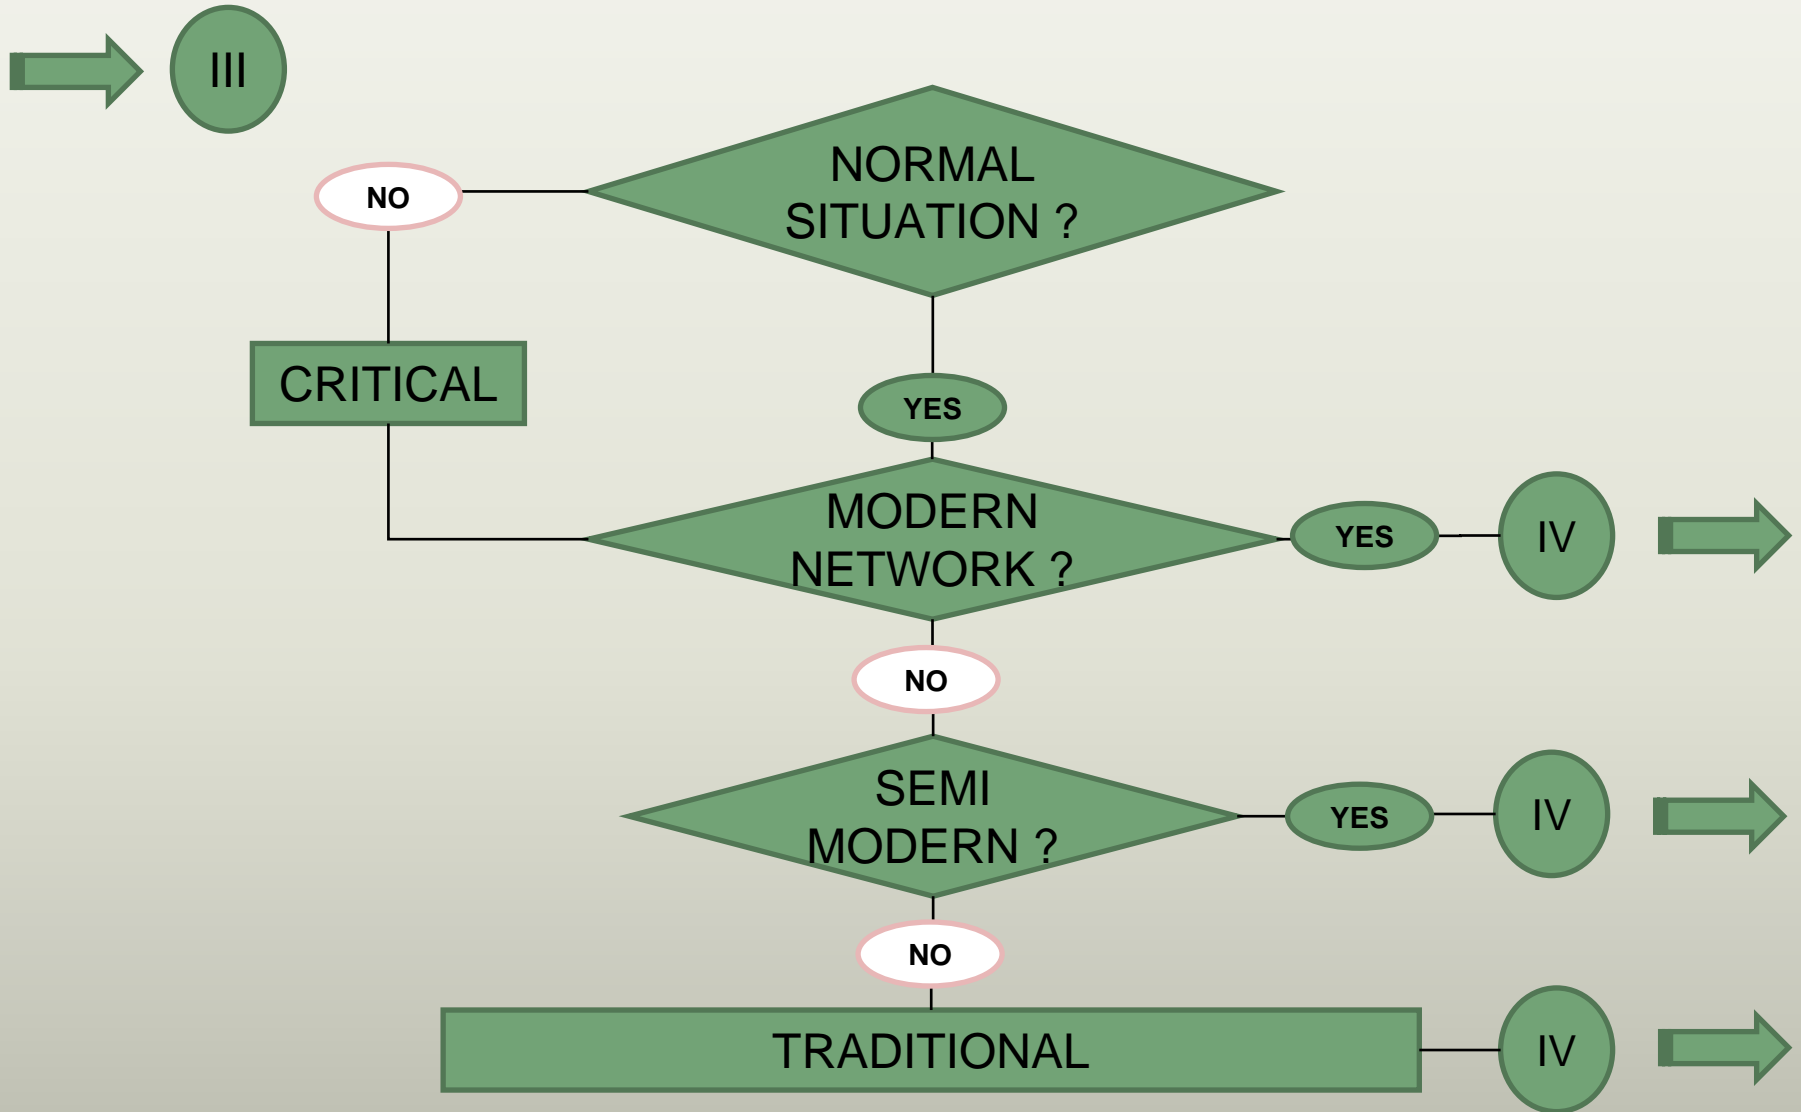 III
NORMAL
SITUATION ?
NO
CRITICAL
YES
MODERN
NETWORK ?
YES
IV
NO
SEMI
MODERN ?
YES
IV
NO
TRADITIONAL
IV